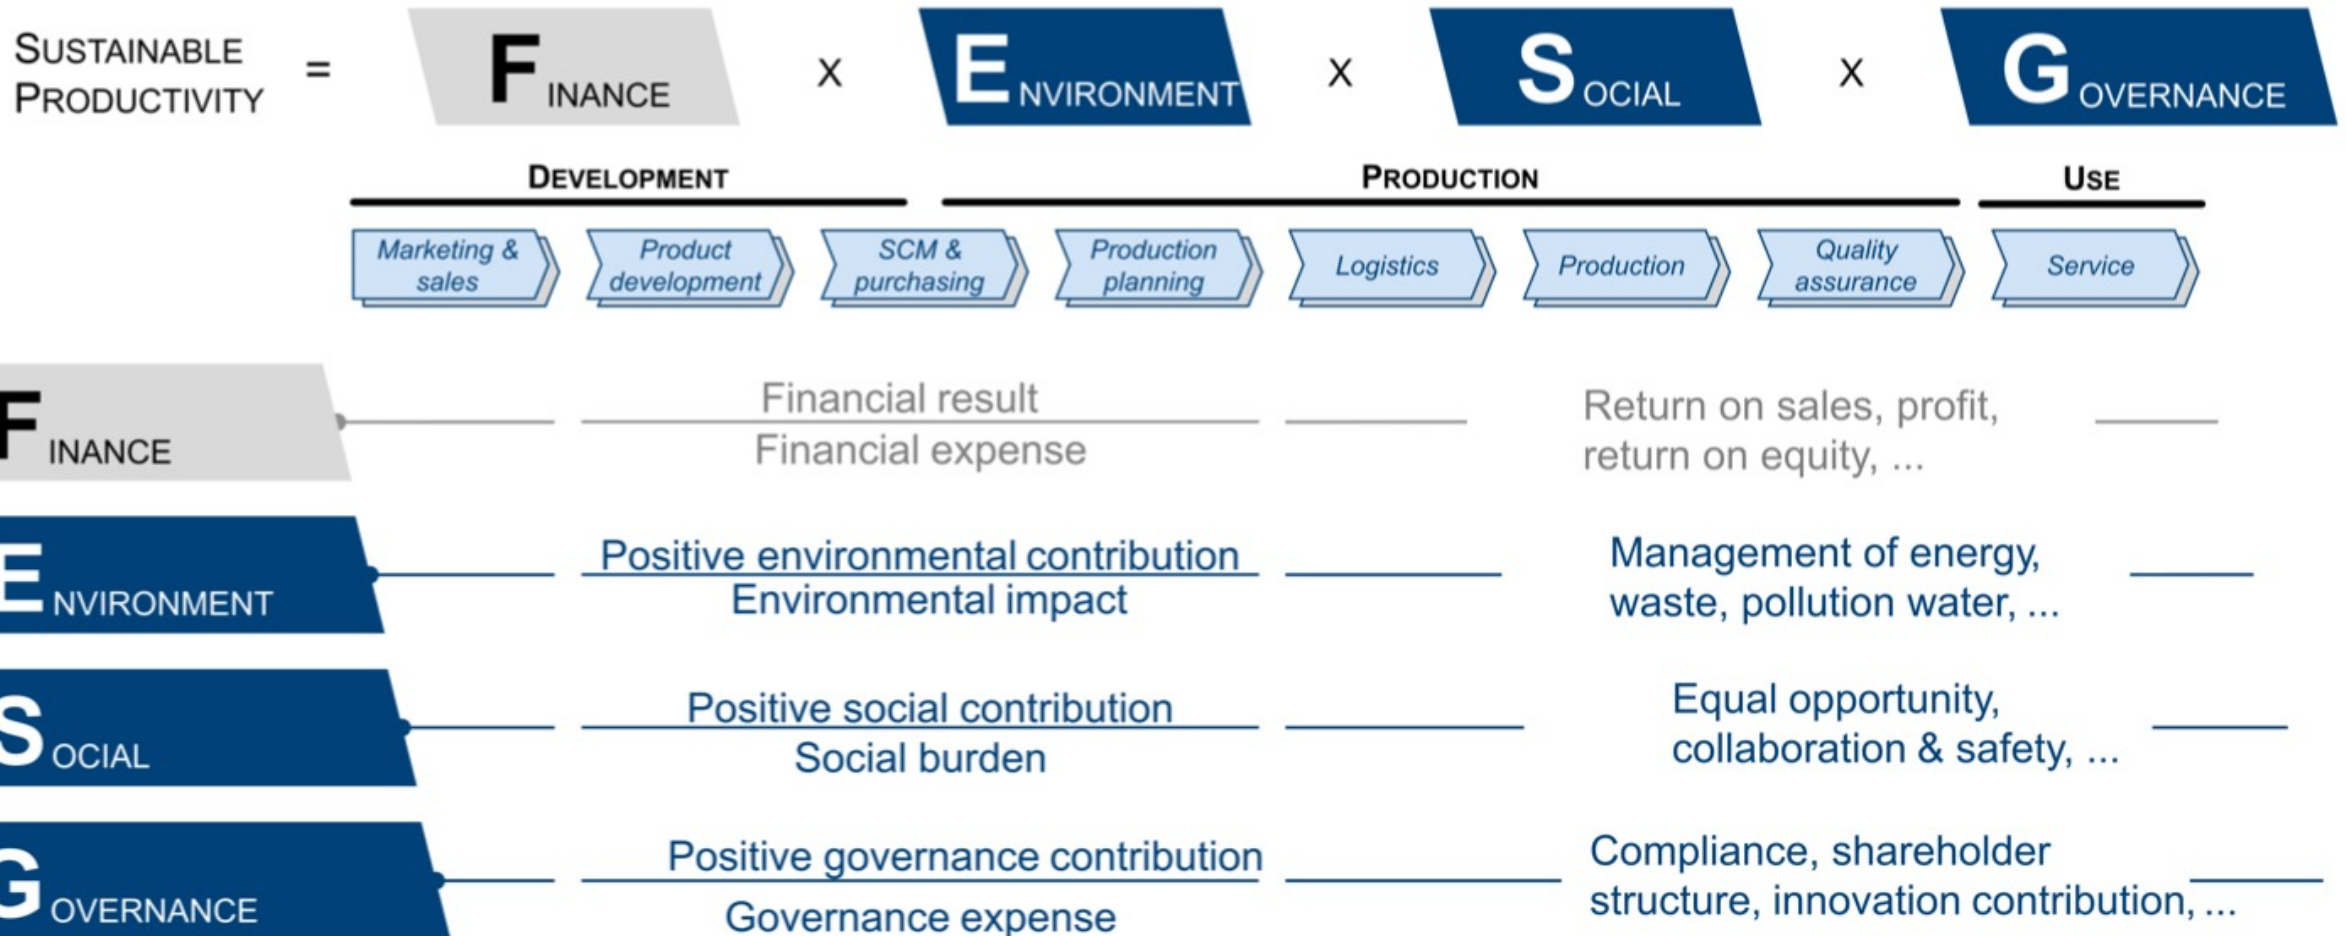 SUSTAINABLE
PRODUCTIVITY
=
FINANCE
X
ENVIRONMENT
X
SOCIAL
X
GOVERNANCE
DEVELOPMENT
PRODUCTION
USE
Marketing &
sales
Product
development
SCM &
purchasing
Production
planning
Logistics
Production
Quality
assurance
Service
FINANCE
Financial result
Financial expense
Return on sales, profit,
return on equity, ...
ENVIRONMENT
Positive environmental contribution
Environmental impact
Management of energy,
waste, pollution water, ...
SOCIAL
Positive social contribution
Social burden
Equal opportunity,
collaboration & safety, ...
GOVERNANCE
Positive governance contribution
Governance expense
Compliance, shareholder
structure, innovation contribution, ...